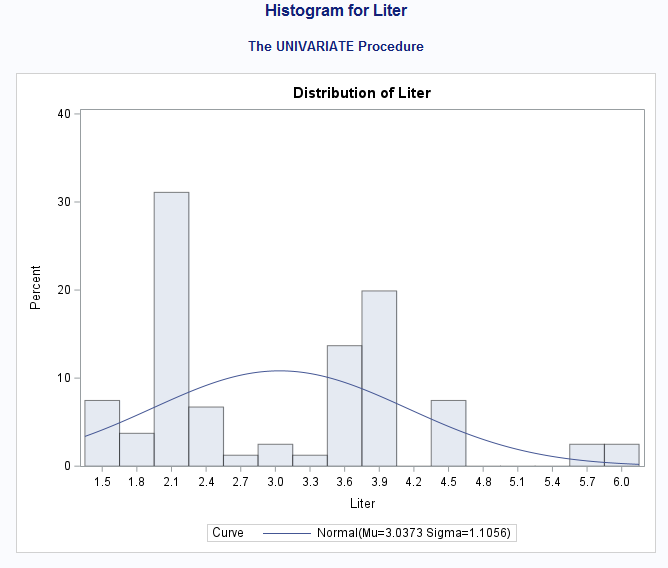 Histogram for Liter
The UNIVARIATE Procedure
Distribution of Liter
40
30
20
10
0
Percent
1.5 1.8 2.1 2.4 2.7 3.0 3.3 3.6 3.9 4.2 4.5 4.8 5.1 5.4 5.7 6.0
Liter
Curve Normal(Mu=3.0373 Sigma=1.1056)